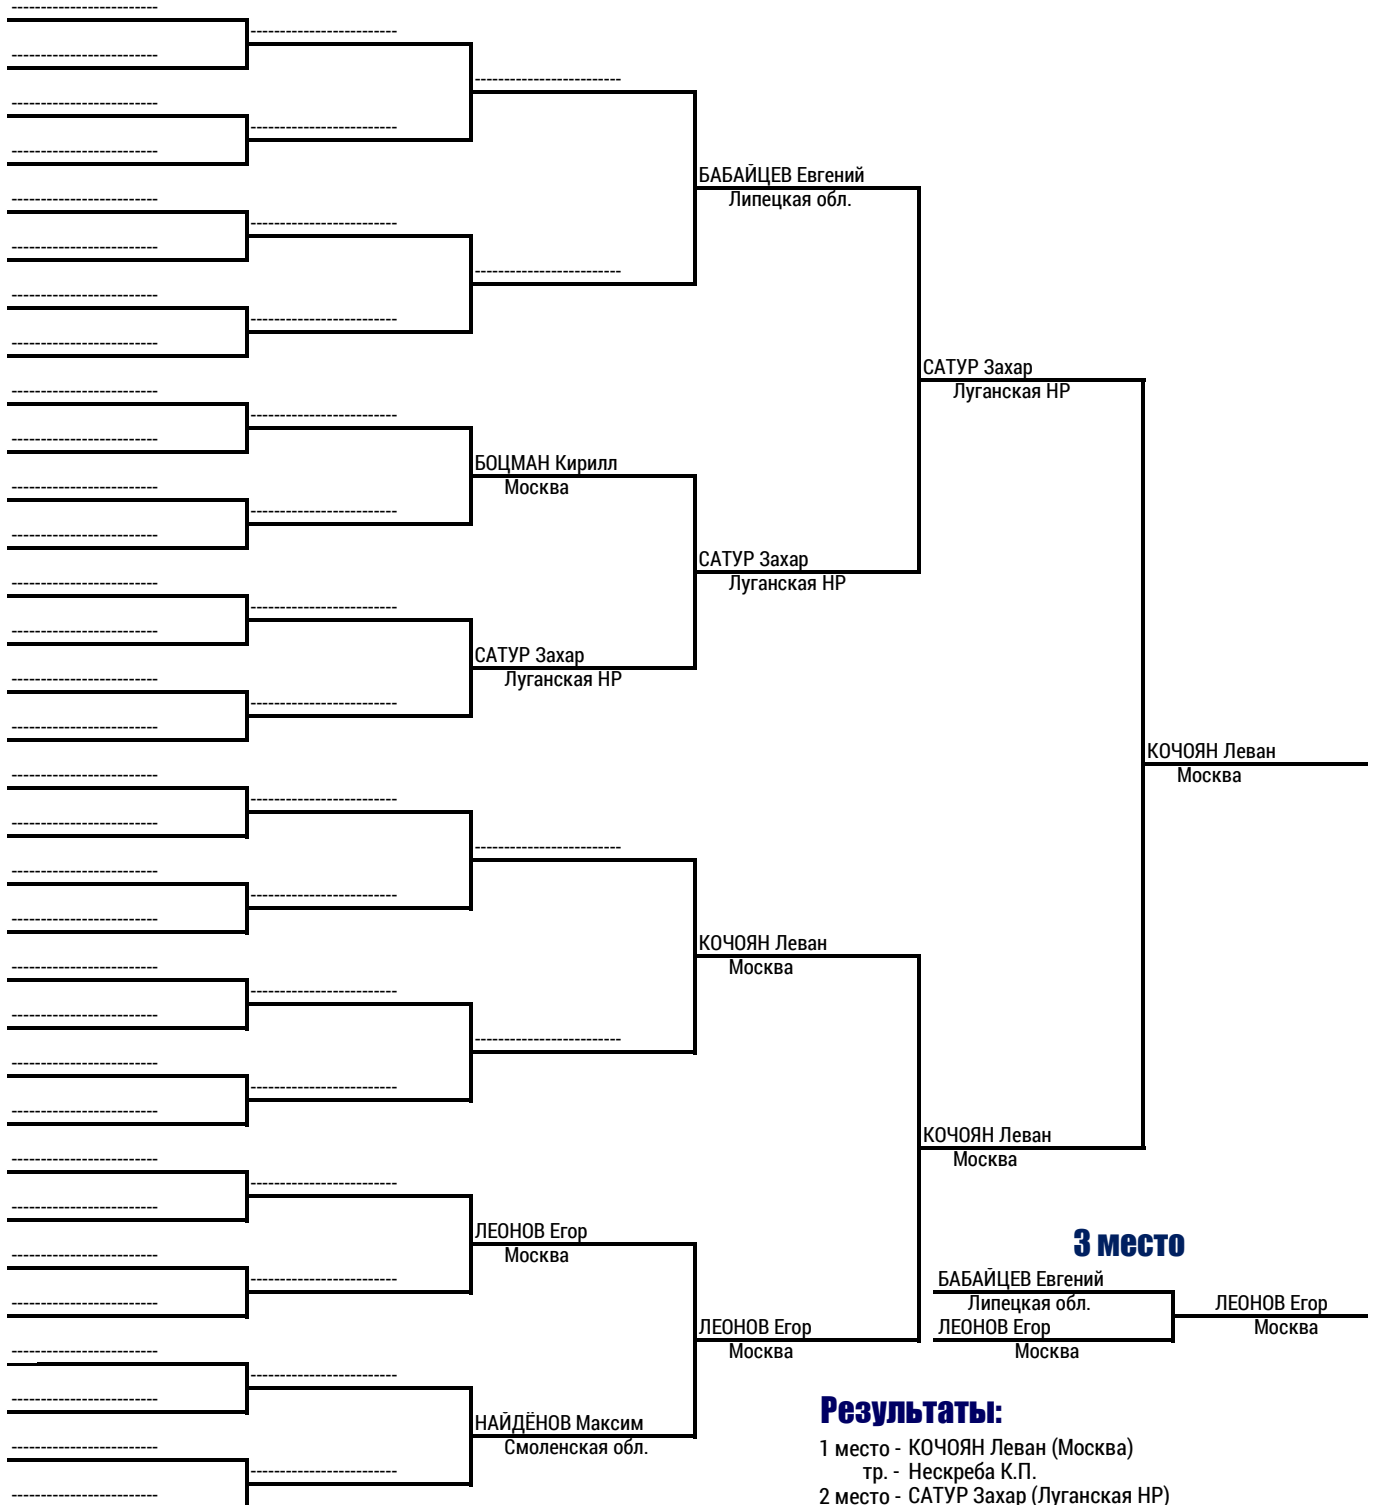 БАБАЙЦЕВ Евгений
Липецкая обл.
САТУР Захар
Луганская НР
БОЦМАН Кирилл
Москва
САТУР Захар
Луганская НР
САТУР Захар
Луганская НР
КОЧОЯН Леван
Москва
КОЧОЯН Леван
Москва
КОЧОЯН Леван
Москва
ЛЕОНОВ Егор
Москва
3 место
БАБАЙЦЕВ Евгений
Липецкая обл.
ЛЕОНОВ Егор
Москва
ЛЕОНОВ Егор
Москва
ЛЕОНОВ Егор
Москва
НАЙДЁНОВ Максим
Смоленская обл.
Результаты:
1 место - КОЧОЯН Леван (Москва)
тр. - Нескреба К.П.
2 место - САТУР Захар (Луганская НР)